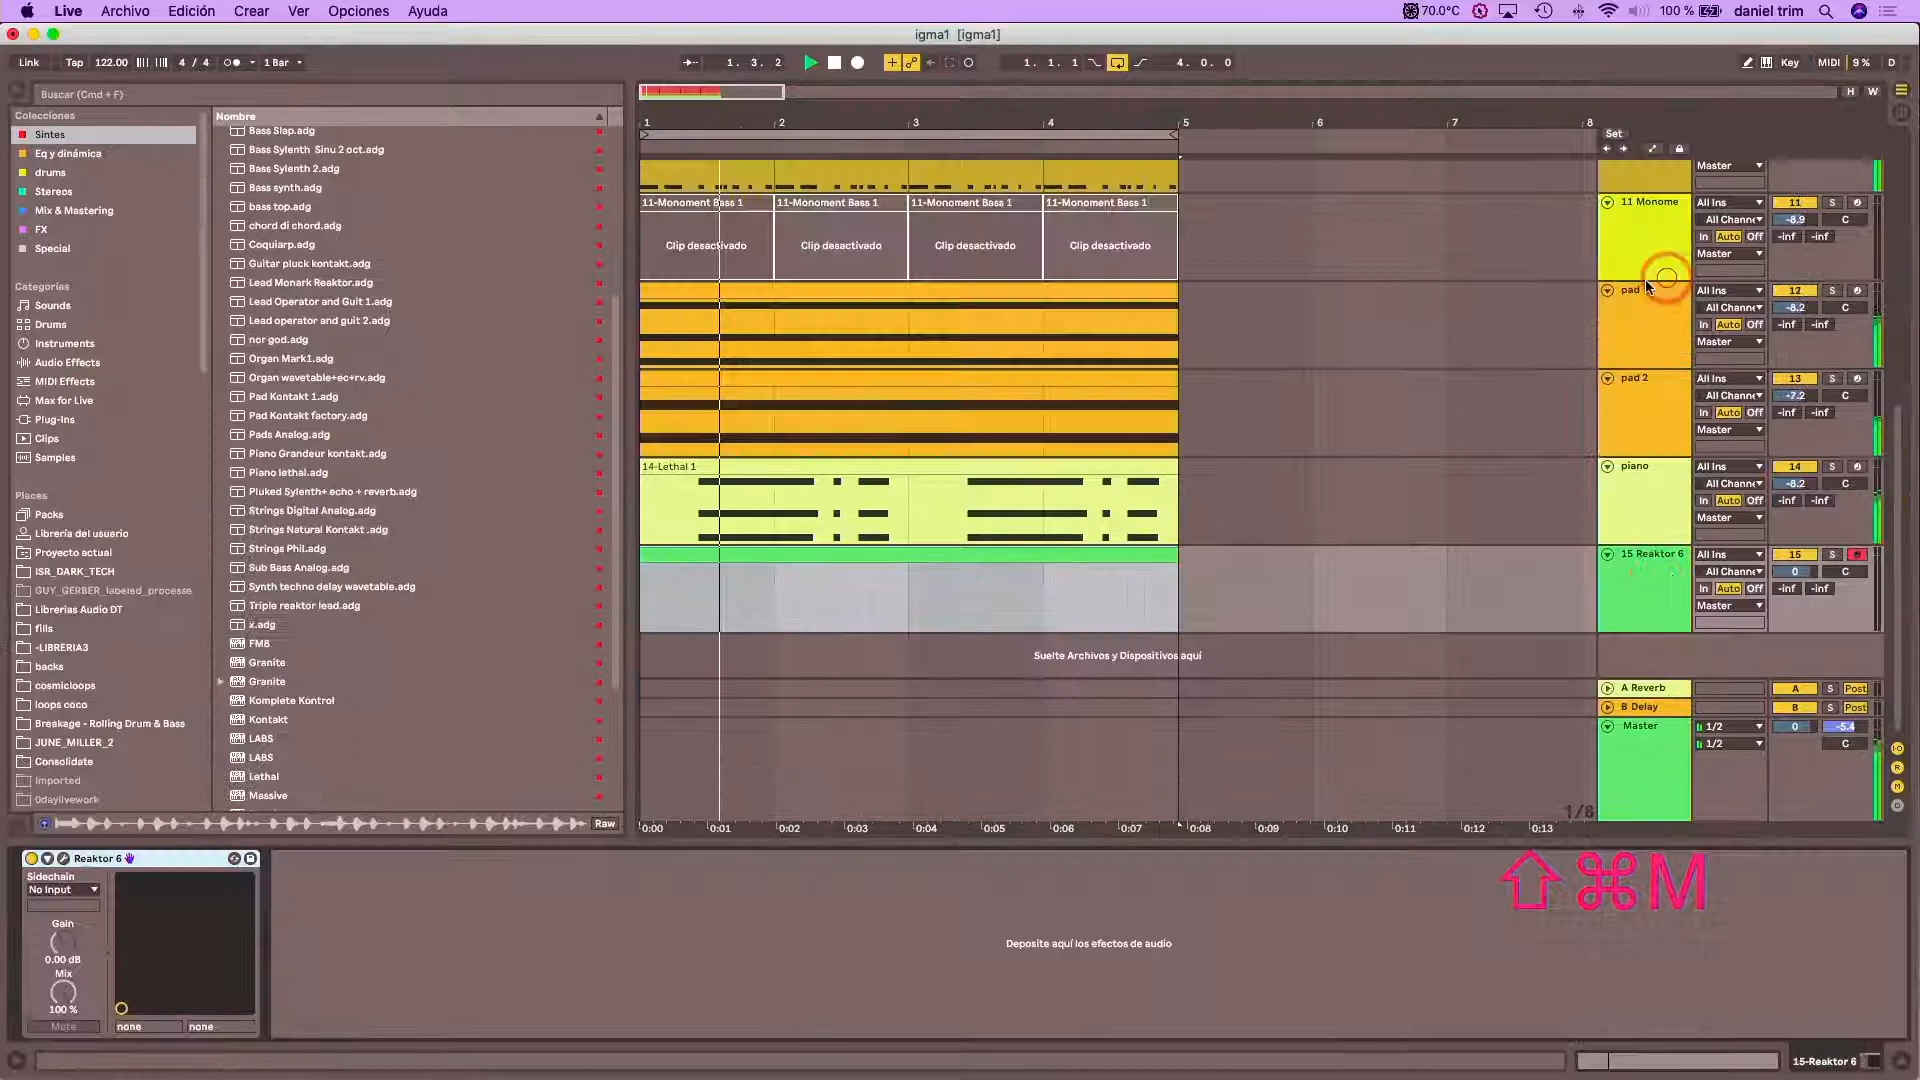 Live Archivo Edición Crear Ver Opciones Ayuda 70.0°C 100 % daniel trim
igma1 [igma1]
Link Tap 122.00 4 / 4 1 Bar 1. 3. 2 1. 1. 1 4. 0. 0 Key MIDI 9 % D
Buscar (Cmd + F)
H W
Colecciones
Sintes
Eq y dinámica
drums
Stereos
Mix & Mastering
FX
Special
Categorías
Sounds
Drums
Instruments
Audio Effects
MIDI Effects
Max for Live
Plug-Ins
Clips
Samples
Places
Packs
Librería del usuario
Proyecto actual
ISR_DARK_TECH
GUY_GERBER_labeled_processe
Librerias Audio DT
fills
-LIBRERIA3
backs
cosmicloops
loops coco
Breakage - Rolling Drum & Bass
JUNE_MILLER_2
Consolidate
Imported
0daylivework
Nombre
Bass Slap.adg
Bass Sylenth Sinu 2 oct.adg
Bass Sylenth 2.adg
Bass synth.adg
bass top.adg
chord di chord.adg
Coquiarp.adg
Guitar pluck kontakt.adg
Lead Monark Reaktor.adg
Lead Operator and Guit 1.adg
Lead operator and guit 2.adg
nor god.adg
Organ Mark1.adg
Organ wavetable+ec+rv.adg
Pad Kontakt 1.adg
Pad Kontakt factory.adg
Pads Analog.adg
Piano Grandeur kontakt.adg
Piano lethal.adg
Pluked Sylenth+ echo + reverb.adg
Strings Digital Analog.adg
Strings Natural Kontakt .adg
Strings Phil.adg
Sub Bass Analog.adg
Synth techno delay wavetable.adg
Triple reaktor lead.adg
x.adg
FM8
Granite
Granite
Komplete Kontrol
Kontakt
LABS
LABS
Lethal
Massive
Raw
1 2 3 4 5 6 7 8
Set
Master
11-Monoment Bass 1 11-Monoment Bass 1 11-Monoment Bass 1 11-Monoment Bass 1
Clip desactivado Clip desactivado Clip desactivado Clip desactivado
11 Monome All Ins 11 S
All Channe -8.9 C
In Auto Off -inf -inf
Master
pad All Ins 12 S
All Channe -8.2 C
In Auto Off -inf -inf
Master
pad 2 All Ins 13 S
All Channe -7.2 C
In Auto Off -inf -inf
Master
14-Lethal 1
piano All Ins 14 S
All Channe -8.2 C
In Auto Off -inf -inf
Master
15 Reaktor 6 All Ins 15 S
All Channe 0 C
In Auto Off -inf -inf
Master
Suelte Archivos y Dispositivos aquí
A Reverb A S Post
B Delay B S Post
Master 1/2 0 -5.4
1/2 C
1/8
0:00 0:01 0:02 0:03 0:04 0:05 0:06 0:07 0:08 0:09 0:10 0:11 0:12 0:13
Reaktor 6
Sidechain
No Input
Gain
0.00 dB
Mix
100 %
Mute none none
Deposite aquí los efectos de audio
⇧⌘M
15-Reaktor 6